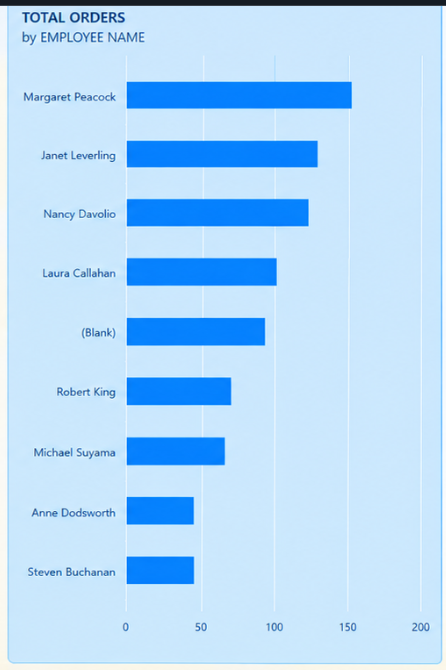 TOTAL ORDERS
by EMPLOYEE NAME
Margaret Peacock
Janet Leverling
Nancy Davolio
Laura Callahan
(Blank)
Robert King
Michael Suyama
Anne Dodsworth
Steven Buchanan
0 50 100 150 200